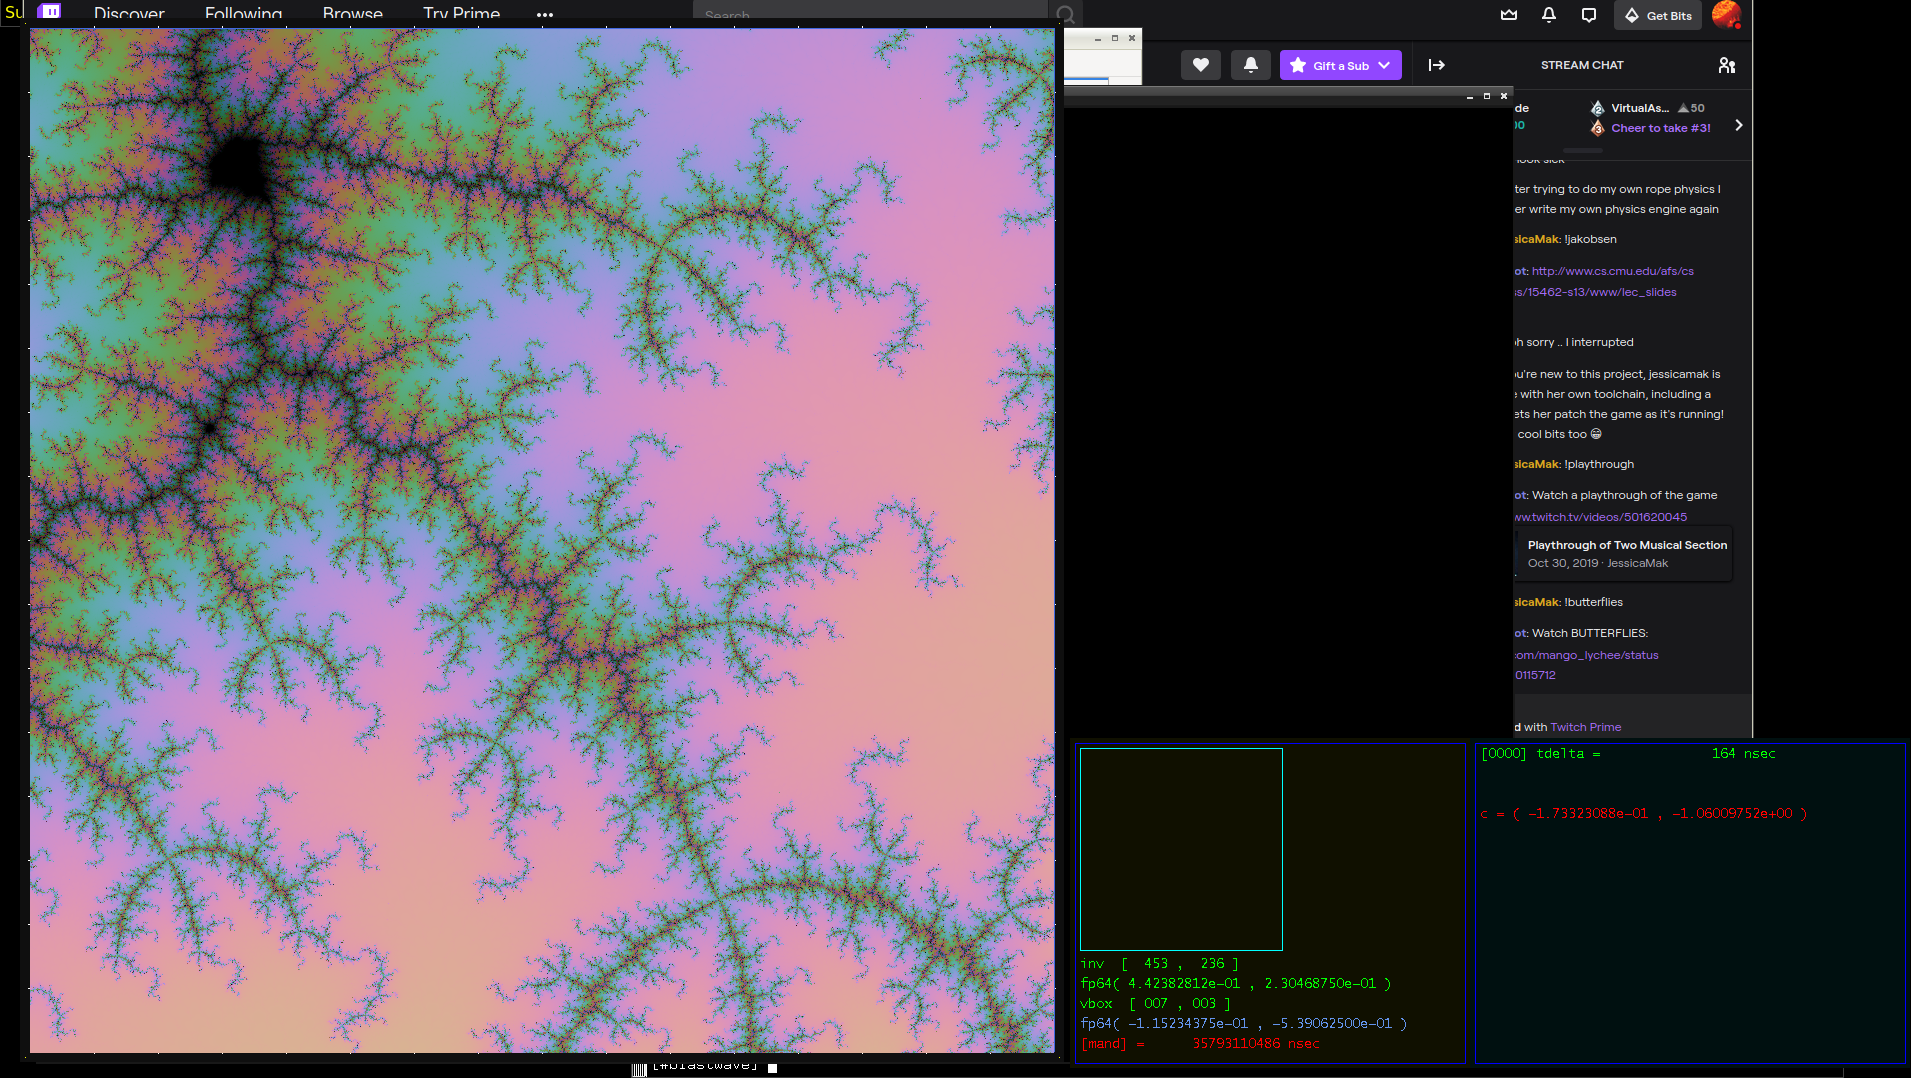 Su
Discover Following Browse Try Prime
Search
Get Bits
Gift a Sub
STREAM CHAT
de
VirtualAs... 50
00
Cheer to take #3!
look sick
ter trying to do my own rope physics I
er write my own physics engine again
sicaMak: !jakobsen
ot: http://www.cs.cmu.edu/afs/cs
ss/15462-s13/www/lec_slides
oh sorry .. I interrupted
ou're new to this project, jessicamak is
e with her own toolchain, including a
ets her patch the game as it's running!
cool bits too 😁
sicaMak: !playthrough
ot: Watch a playthrough of the game
ww.twitch.tv/videos/501620045
Playthrough of Two Musical Section
Oct 30, 2019 · JessicaMak
sicaMak: !butterflies
ot: Watch BUTTERFLIES:
com/mango_lychee/status
0115712
d with Twitch Prime
[0000] tdelta = 164 nsec
c = ( -1.73323088e-01 , -1.06009752e+00 )
inv [ 453 , 236 ]
fp64( 4.42382812e-01 , 2.30468750e-01 )
vbox [ 007 , 003 ]
fp64( -1.15234375e-01 , -5.39062500e-01 )
[mand] = 35793110486 nsec
[#blastwave]